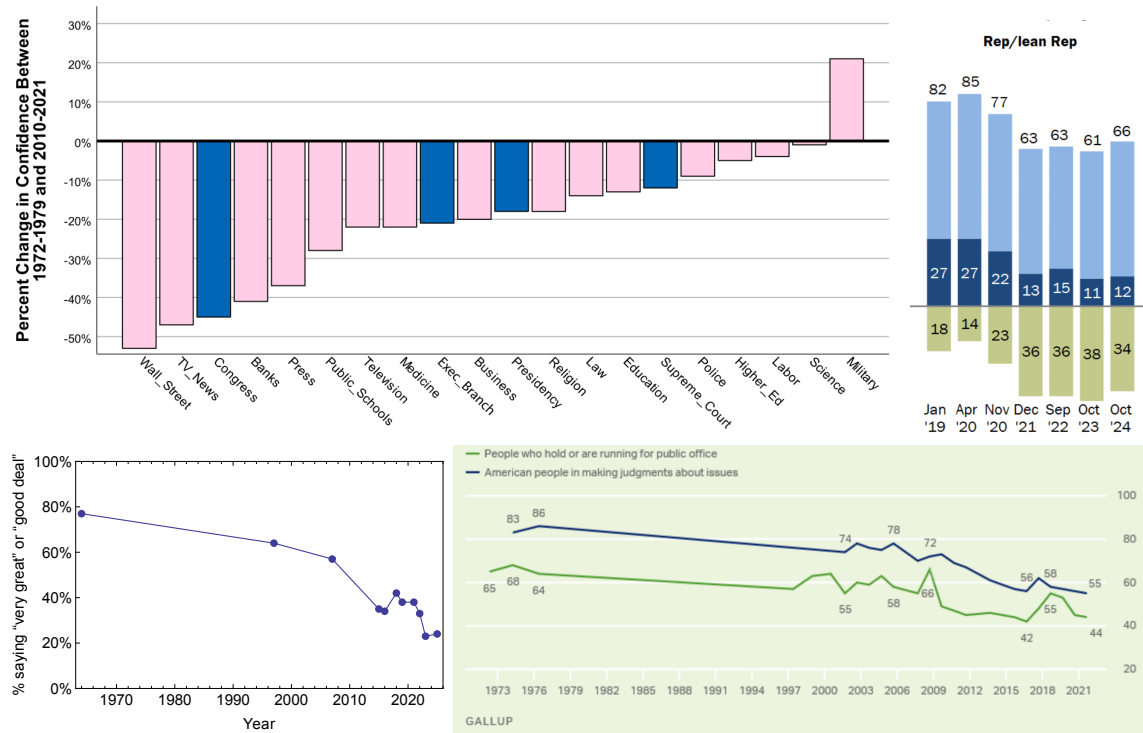 Percent Change in Confidence Between
1972-1979 and 2010-2021
30%
20%
10%
0%
-10%
-20%
-30%
-40%
-50%
Wall_Street
TV_News
Congress
Banks
Press
Public_Schools
Television
Medicine
Exec_Branch
Business
Presidency
Religion
Law
Education
Supreme_Court
Police
Higher_Ed
Labor
Science
Military
Rep/lean Rep
82 85 77 63 63 61 66
27 27 22 13 15 11 12
18 14 23 36 36 38 34
Jan Apr Nov Dec Sep Oct Oct
'19 '20 '20 '21 '22 '23 '24
% saying “very great” or “good deal”
100%
80%
60%
40%
20%
0%
1970 1980 1990 2000 2010 2020
Year
People who hold or are running for public office
American people in making judgments about issues
100
80
60
40
20
83 86 74 78 72 56 58 55
65 68 64 55 58 66 42 55 44
1973 1976 1979 1982 1985 1988 1991 1994 1997 2000 2003 2006 2009 2012 2015 2018 2021
GALLUP